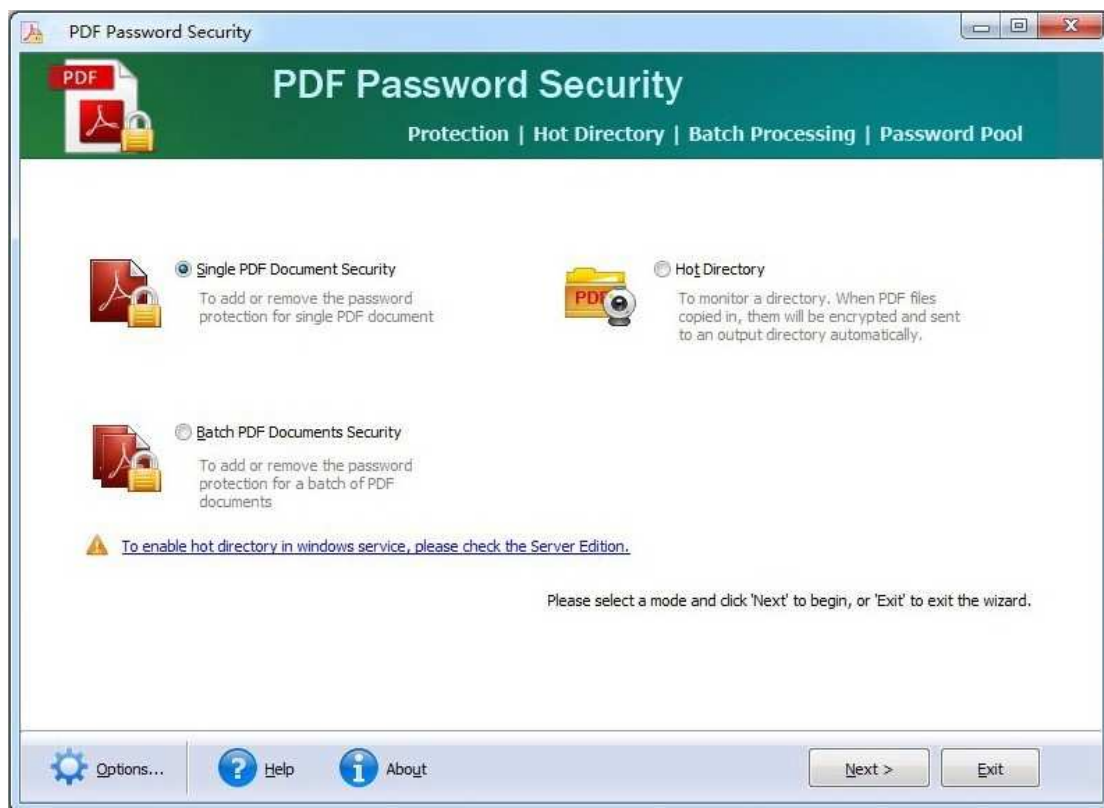 PDF Password Security
PDF
PDF Password Security
Protection | Hot Directory | Batch Processing | Password Pool
Single PDF Document Security
To add or remove the password
protection for single PDF document
PDF
Hot Directory
To monitor a directory. When PDF files
copied in, them will be encrypted and sent
to an output directory automatically.
Batch PDF Documents Security
To add or remove the password
protection for a batch of PDF
documents
To enable hot directory in windows service, please check the Server Edition.
Please select a mode and click 'Next' to begin, or 'Exit' to exit the wizard.
Options...
Help
About
Next >
Exit